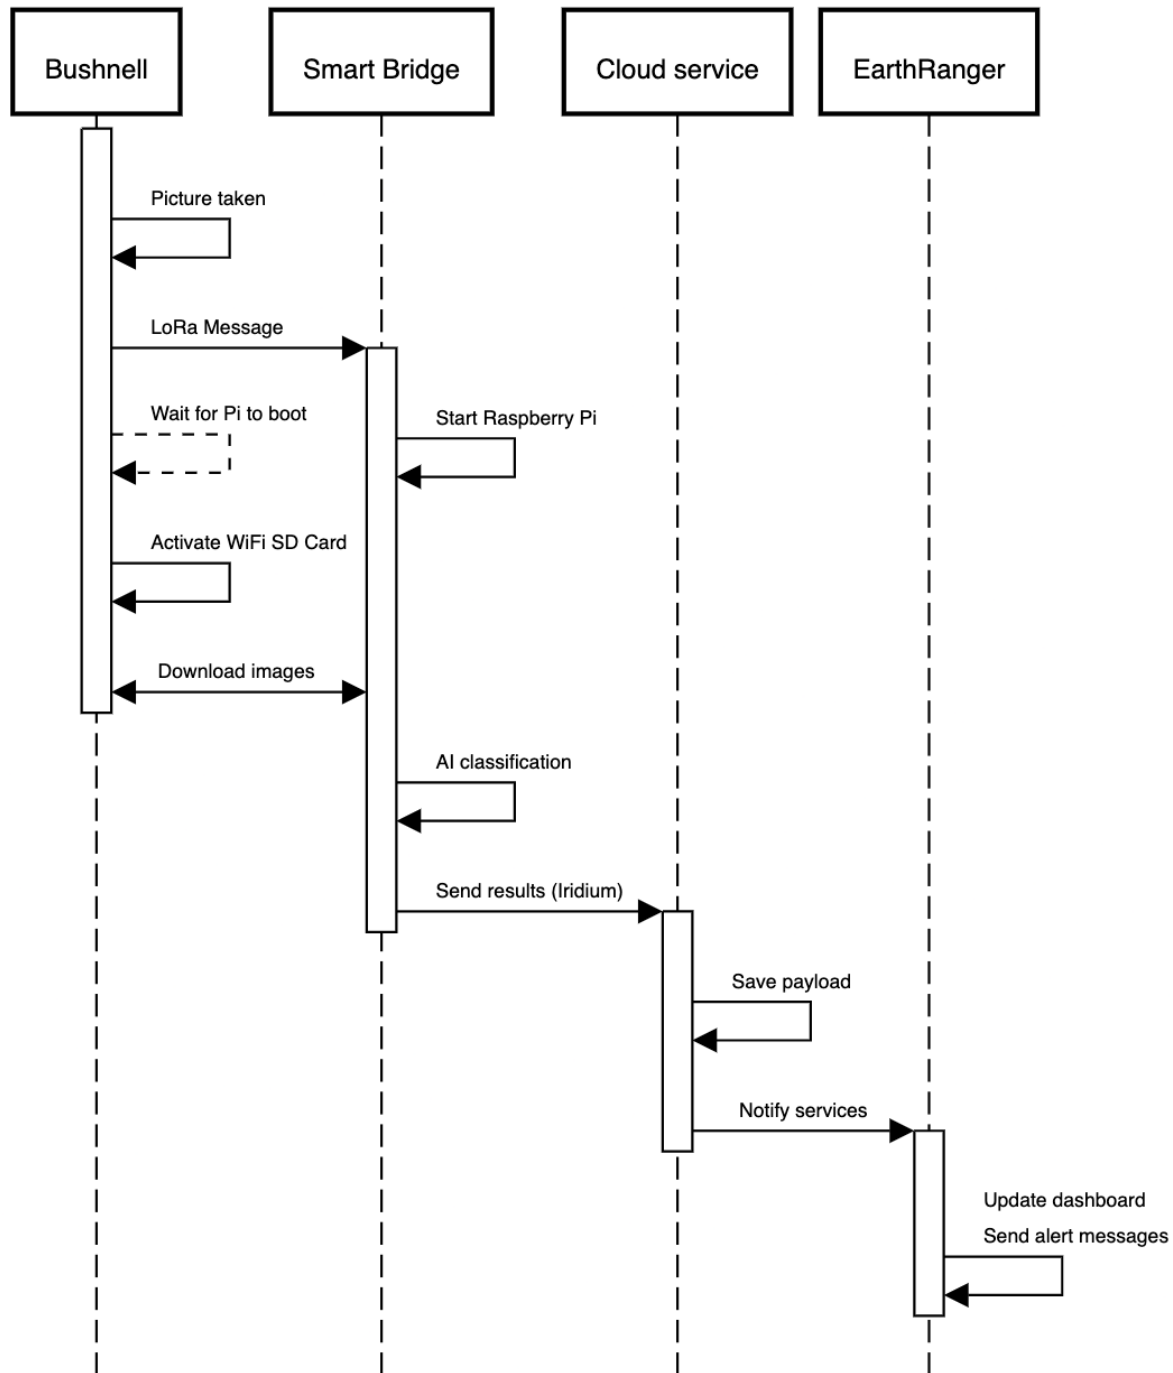 Bushnell
Smart Bridge
Cloud service
EarthRanger
Picture taken
LoRa Message
Wait for Pi to boot
Start Raspberry Pi
Activate WiFi SD Card
Download images
AI classification
Send results (Iridium)
Save payload
Notify services
Update dashboard
Send alert messages